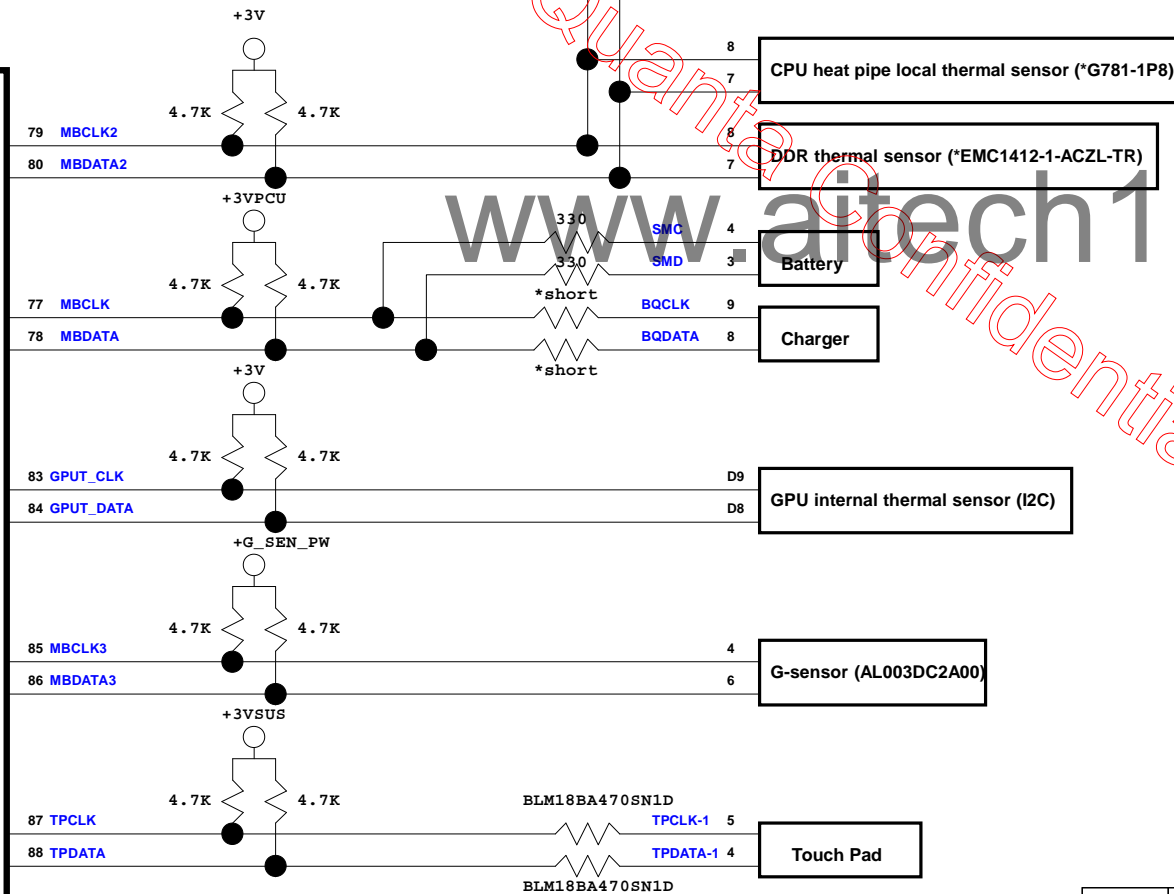 +3V
8
CPU heat pipe local thermal sensor (*G781-1P8)
7
4.7K 4.7K
79 MBCLK2
8
80 MBDATA2
7
DDR thermal sensor (*EMC1412-1-ACZL-TR)
+3VPCU
www.aitech1
Quanta Confidentia
330
SMC 4
330
SMD 3
Battery
4.7K 4.7K
*short
77 MBCLK
BQCLK 9
78 MBDATA
BQDATA 8
Charger
*short
+3V
4.7K 4.7K
83 GPUT_CLK
D9
84 GPUT_DATA
D8
GPU internal thermal sensor (I2C)
+G_SEN_PW
4.7K 4.7K
85 MBCLK3
4
86 MBDATA3
6
G-sensor (AL003DC2A00)
+3VSUS
4.7K 4.7K
BLM18BA470SN1D
87 TPCLK
TPCLK-1 5
88 TPDATA
TPDATA-1 4
Touch Pad
BLM18BA470SN1D